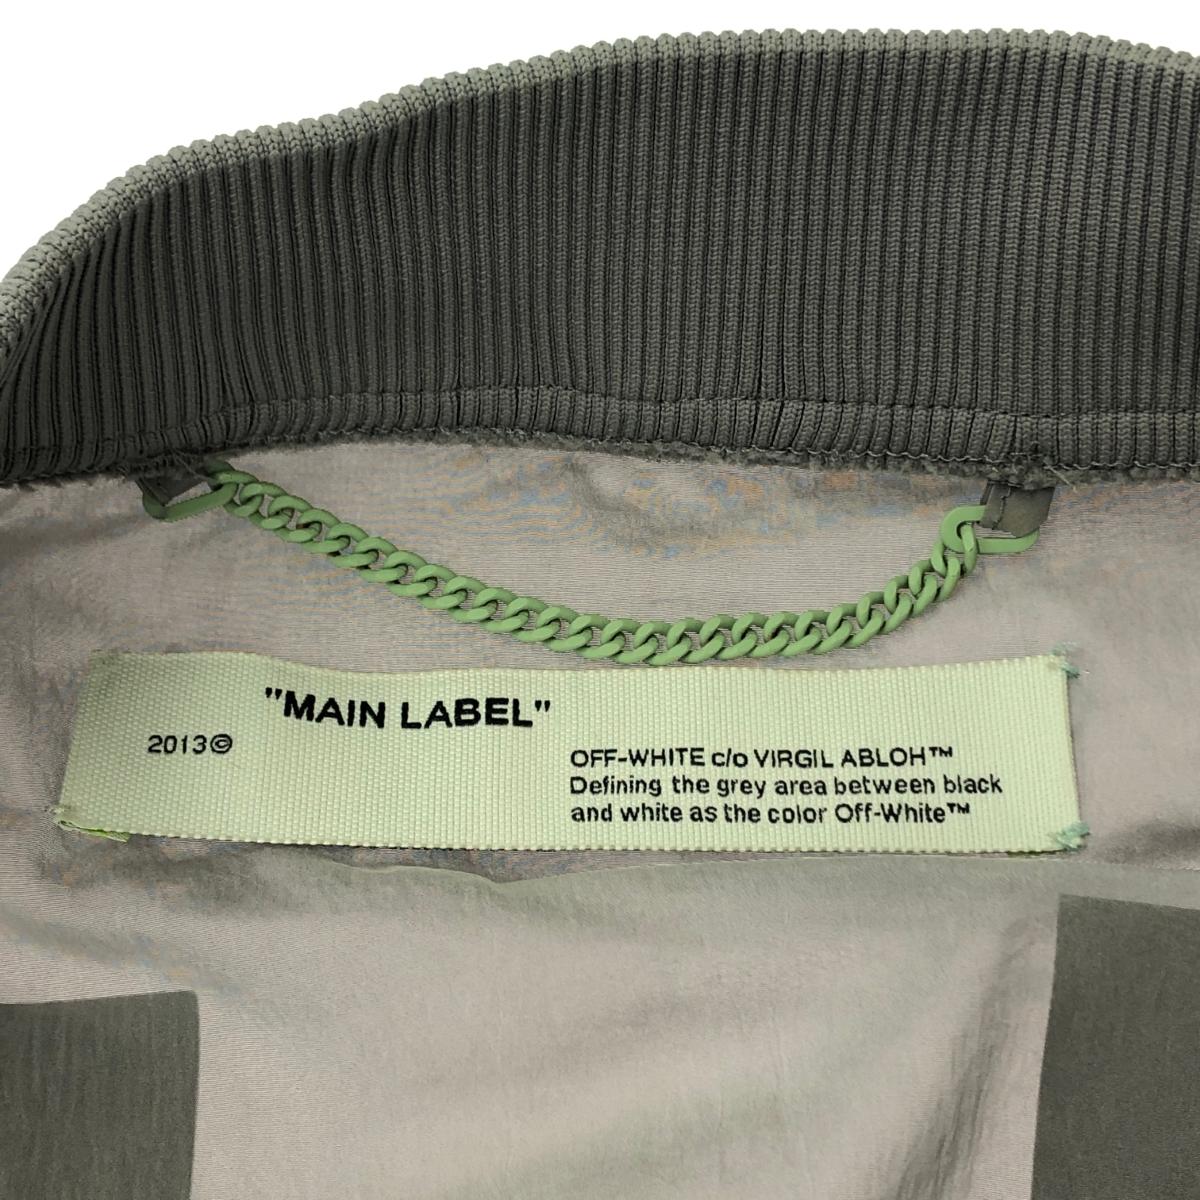 "MAIN LABEL"
2013©
OFF-WHITE c/o VIRGIL ABLOH™
Defining the grey area between black
and white as the color Off-White™